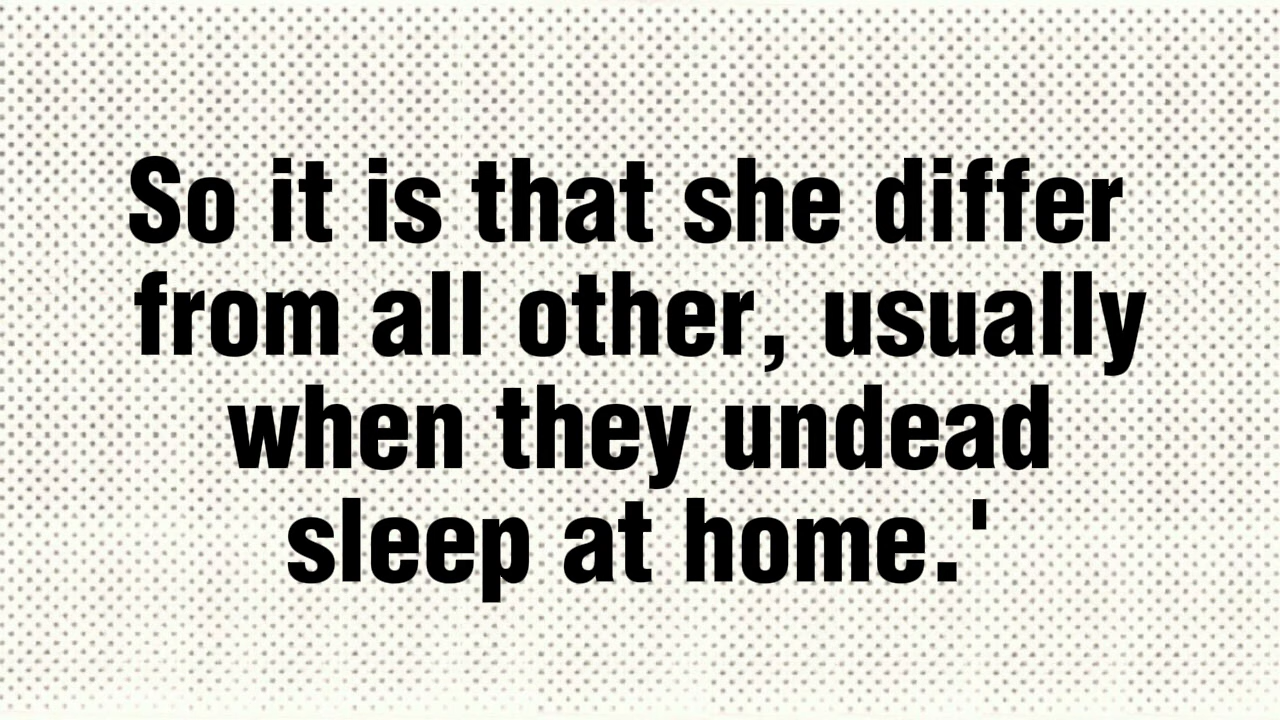 So it is that she differ
from all other, usually
when they undead
sleep at home.'